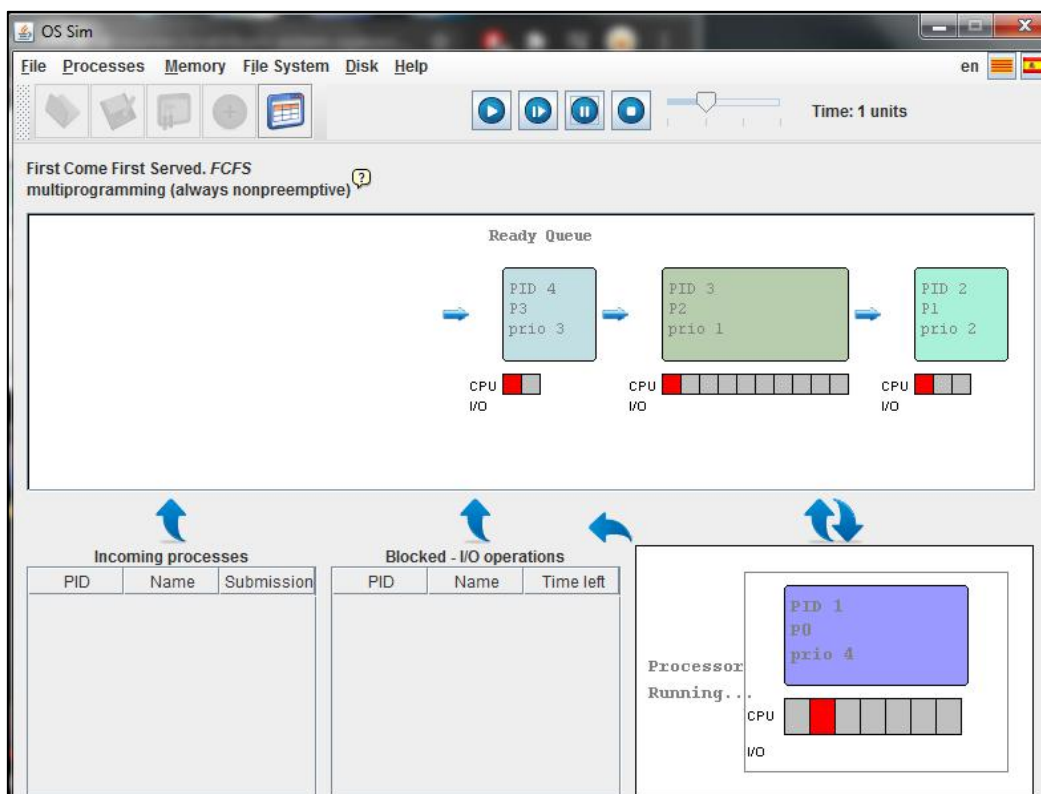 OS Sim
File Processes Memory File System Disk Help en
Time: 1 units
First Come First Served. FCFS
multiprogramming (always nonpreemptive) ?
Ready Queue
PID 4
P3
prio 3
CPU
I/O
PID 3
P2
prio 1
CPU
I/O
PID 2
P1
prio 2
CPU
I/O
Incoming processes
PID Name Submission
Blocked - I/O operations
PID Name Time left
Processor
Running...
PID 1
P0
prio 4
CPU
I/O